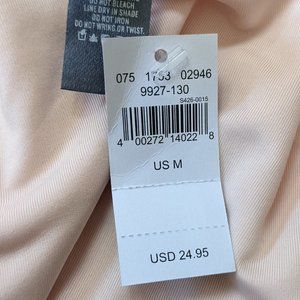 DO NOT BLEACH
LINE DRY IN SHADE
DO NOT IRON
DO NOT WRING OR TWIST.
075 1753 02946
9927-130
S426-0015
4 00272 14022 8
US M
USD 24.95